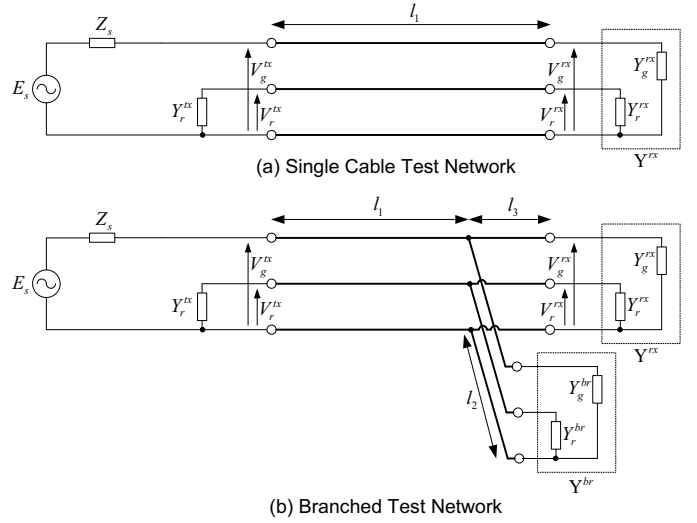 Z_s
l_1
E_s
Y_r^{tx}
V_g^{tx}
V_r^{tx}
V_g^{rx}
V_r^{rx}
Y_g^{rx}
Y_r^{rx}
Y^{rx}
(a) Single Cable Test Network
Z_s
l_1
l_3
E_s
Y_r^{tx}
V_g^{tx}
V_r^{tx}
V_g^{rx}
V_r^{rx}
Y_g^{rx}
Y_r^{rx}
Y^{rx}
l_2
Y_g^{br}
Y_r^{br}
Y^{br}
(b) Branched Test Network